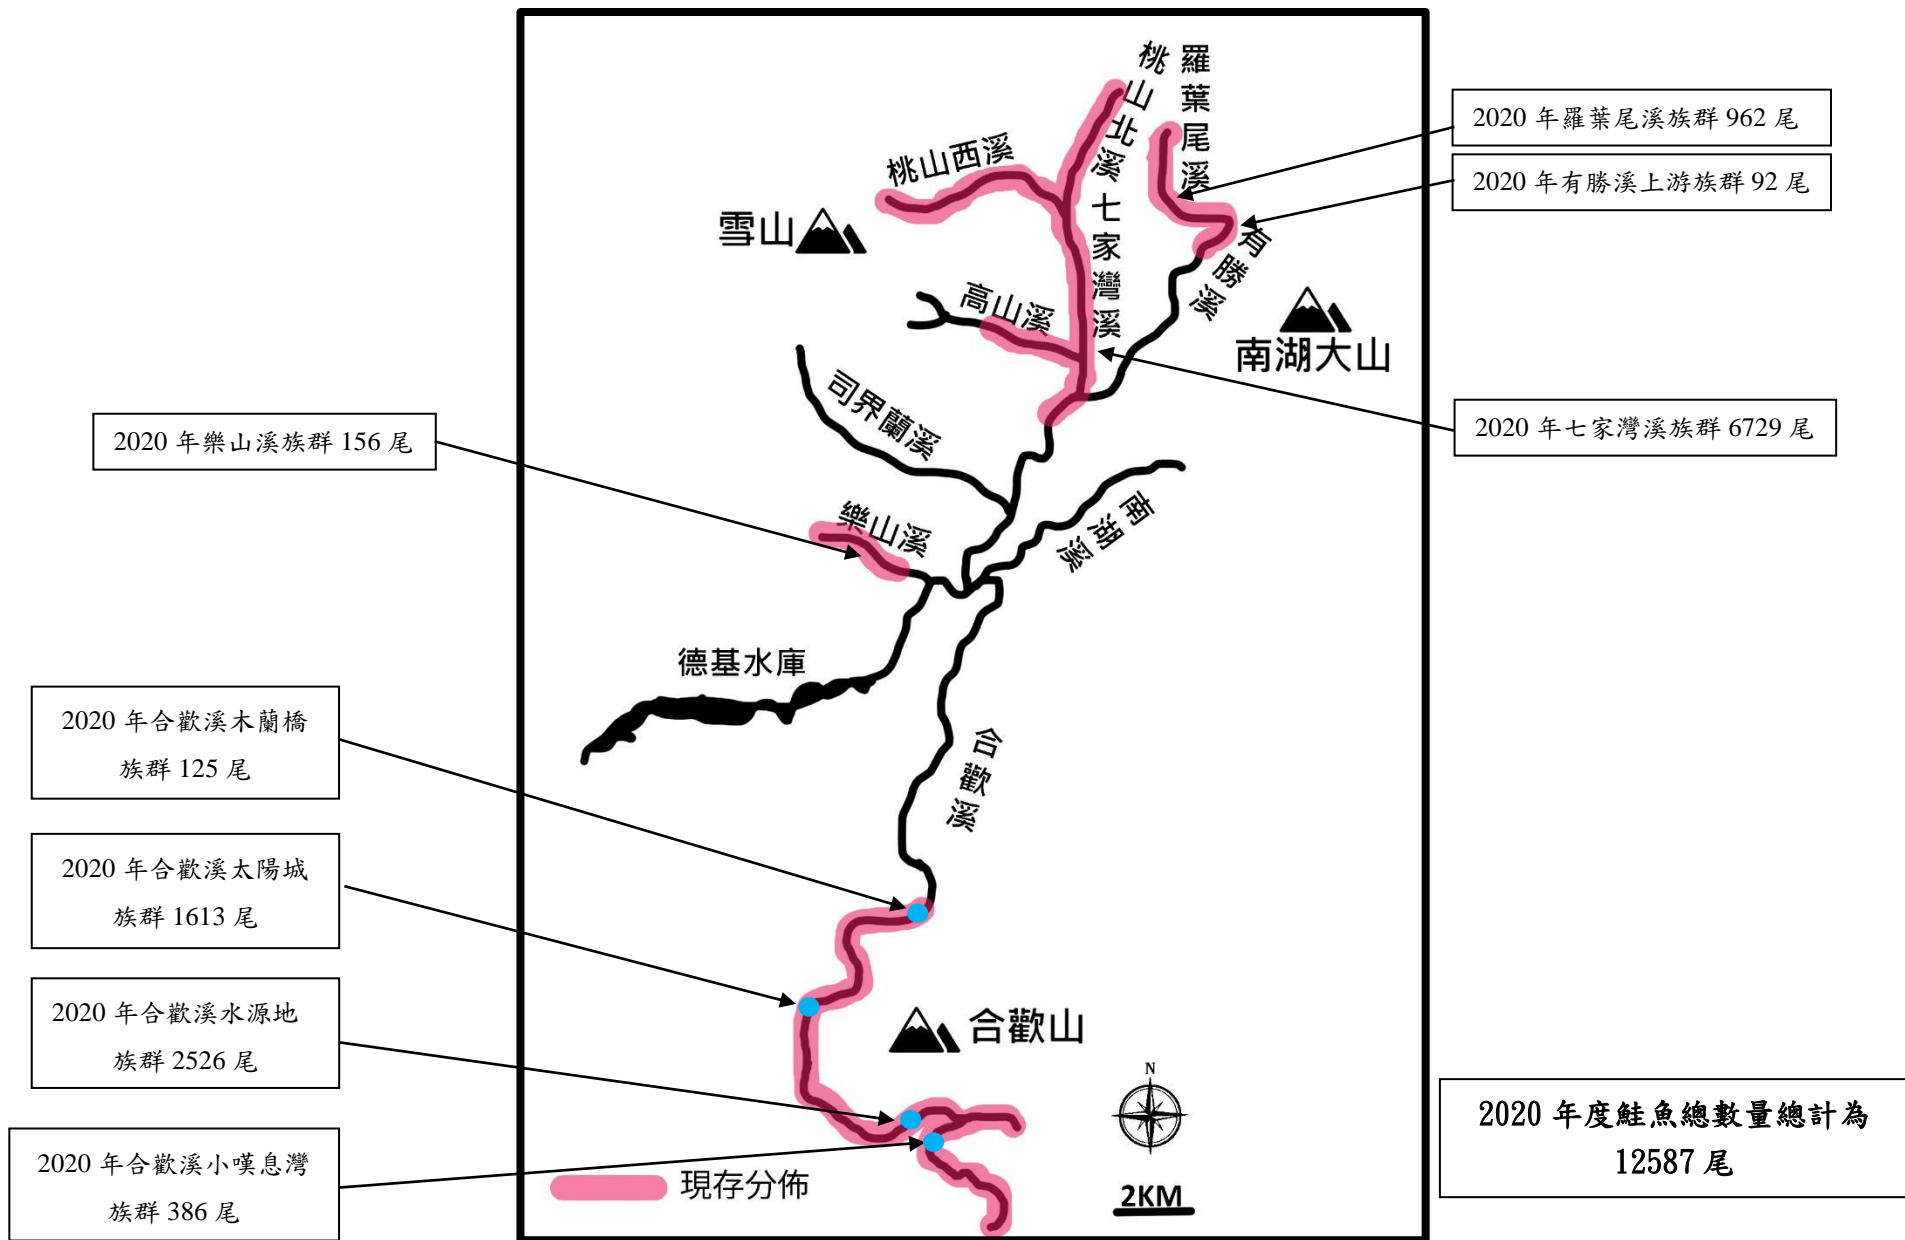 桃山北溪
羅葉尾溪
2020 年羅葉尾溪族群 962 尾
桃山西溪
2020 年有勝溪上游族群 92 尾
七家灣溪
雪山
有勝溪
高山溪
南湖大山
司界蘭溪
2020 年樂山溪族群 156 尾
2020 年七家灣溪族群 6729 尾
樂山溪
南湖溪
德基水庫
2020 年合歡溪木蘭橋
族群 125 尾
合歡溪
2020 年合歡溪太陽城
族群 1613 尾
2020 年合歡溪水源地
族群 2526 尾
合歡山
N
2020 年合歡溪小嘆息灣
族群 386 尾
現存分佈
2KM
2020 年度鮭魚總數量總計為
12587 尾